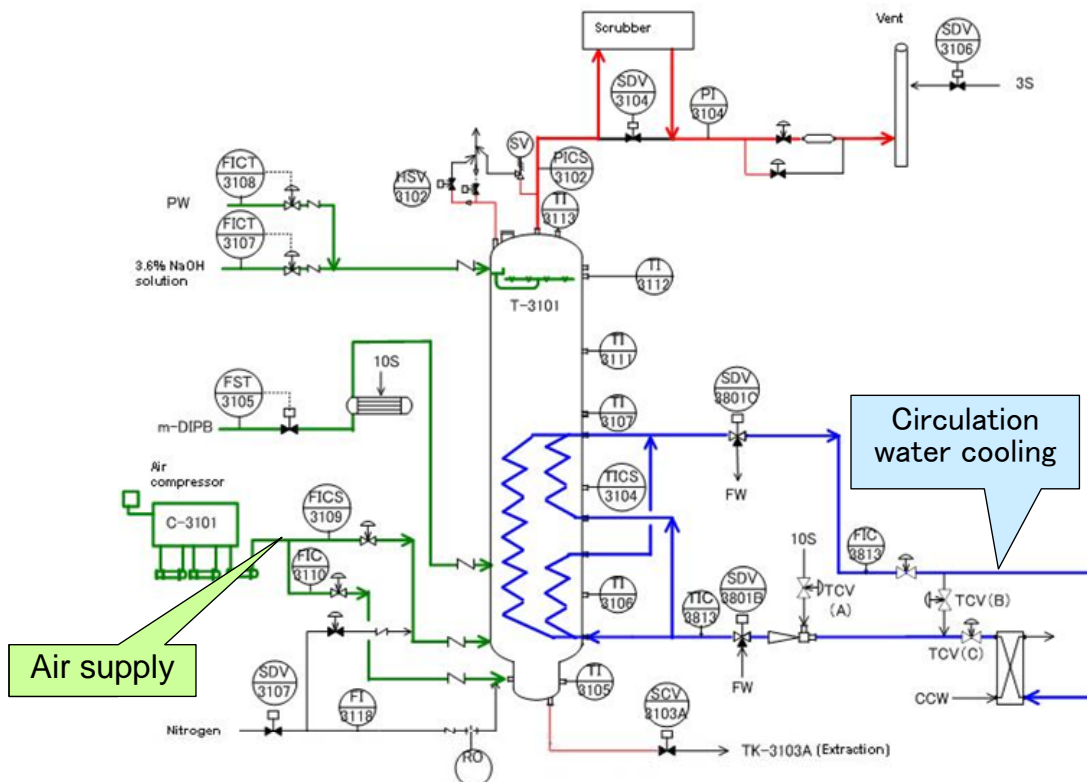 Scrubber
Vent
SDV
3106
3S
SDV
3104
PI
3104
SV
HSV
3102
PICS
3102
TI
3113
FICT
3108
PW
FICT
3107
3.6% NaOH
solution
TI
3112
T-3101
TI
3111
10S
FST
3105
m-DIPB
TI
3107
SDV
3801C
Circulation
water cooling
FW
Air
compressor
C-3101
FICS
3109
TICS
3104
FIC
3110
10S
FIC
3813
TCV
(A)
TCV(B)
TI
3106
TIC
3813
SDV
3801B
TCV(C)
Air supply
FW
CCW
SDV
3107
FI
3118
TI
3105
SCV
3103A
Nitrogen
RO
TK-3103A (Extraction)